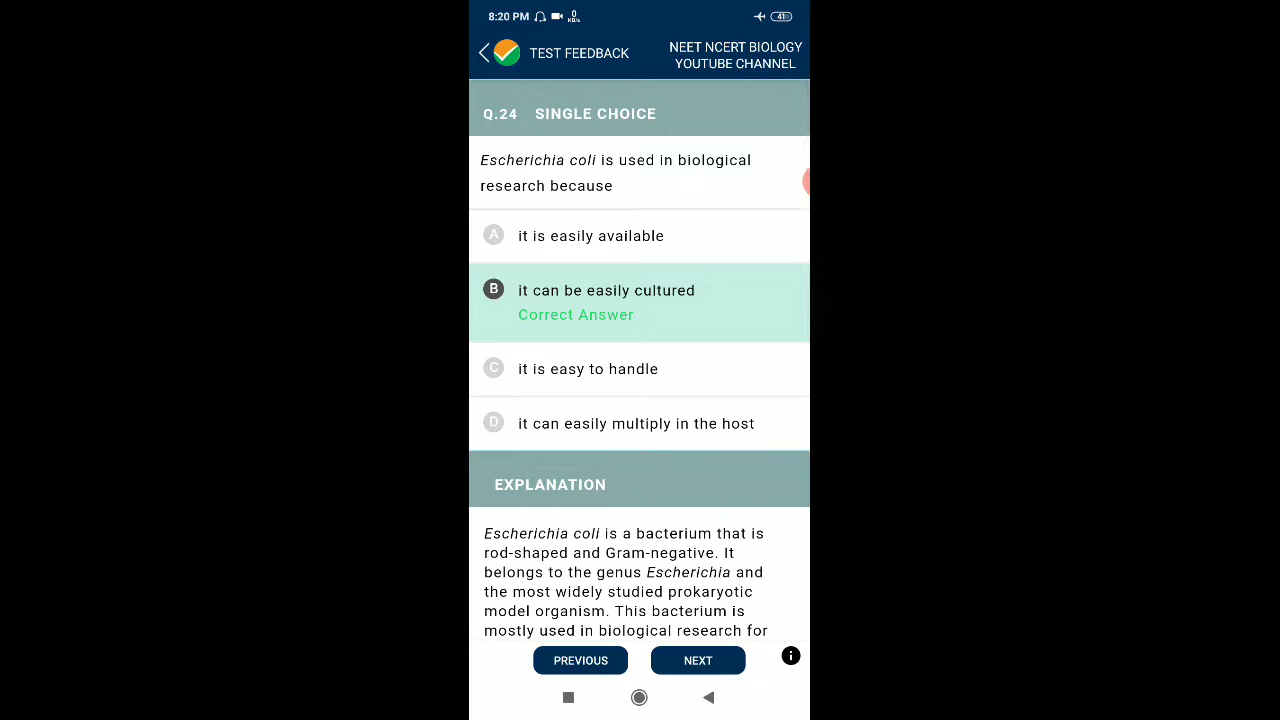 8:20 PM 0 KB/s 41
TEST FEEDBACK
NEET NCERT BIOLOGY
YOUTUBE CHANNEL
Q.24 SINGLE CHOICE
Escherichia coli is used in biological
research because
A it is easily available
B it can be easily cultured
Correct Answer
C it is easy to handle
D it can easily multiply in the host
EXPLANATION
Escherichia coli is a bacterium that is
rod-shaped and Gram-negative. It
belongs to the genus Escherichia and
the most widely studied prokaryotic
model organism. This bacterium is
mostly used in biological research for
PREVIOUS NEXT